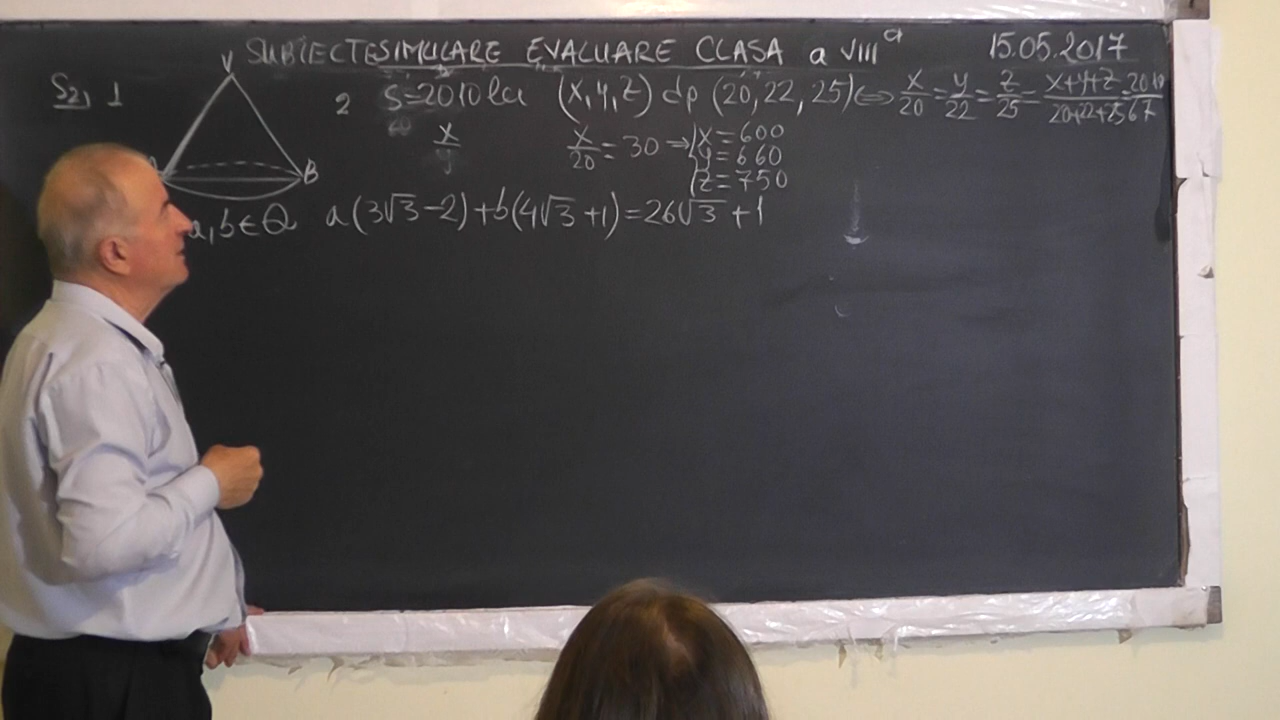 SUBIECTE SIMULARE EVALUARE CLASA a VIII a 15.05.2017
S2, 1
V
B
2 S=2010 lei (x,y,z) dp (20,22,25) ⇔ x/20 = y/22 = z/25 = x+y+z/20+22+25 = 2010/67
x/y x/20 = 30 → { x=600
y=660
z=750
a,b ∈ Q a(3√3-2)+b(4√3+1)=26√3+1